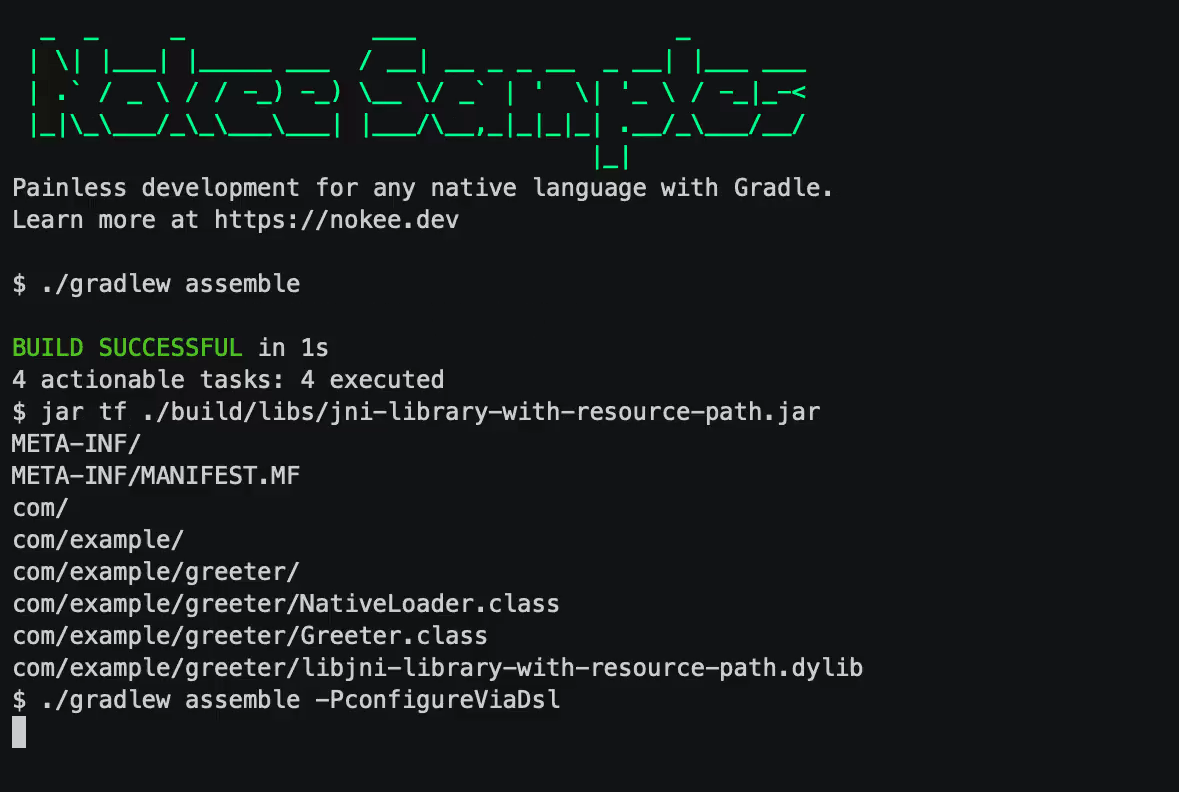 Nokee Samples
Painless development for any native language with Gradle.
Learn more at https://nokee.dev
$ ./gradlew assemble
BUILD SUCCESSFUL in 1s
4 actionable tasks: 4 executed
$ jar tf ./build/libs/jni-library-with-resource-path.jar
META-INF/
META-INF/MANIFEST.MF
com/
com/example/
com/example/greeter/
com/example/greeter/NativeLoader.class
com/example/greeter/Greeter.class
com/example/greeter/libjni-library-with-resource-path.dylib
$ ./gradlew assemble -PconfigureViaDsl